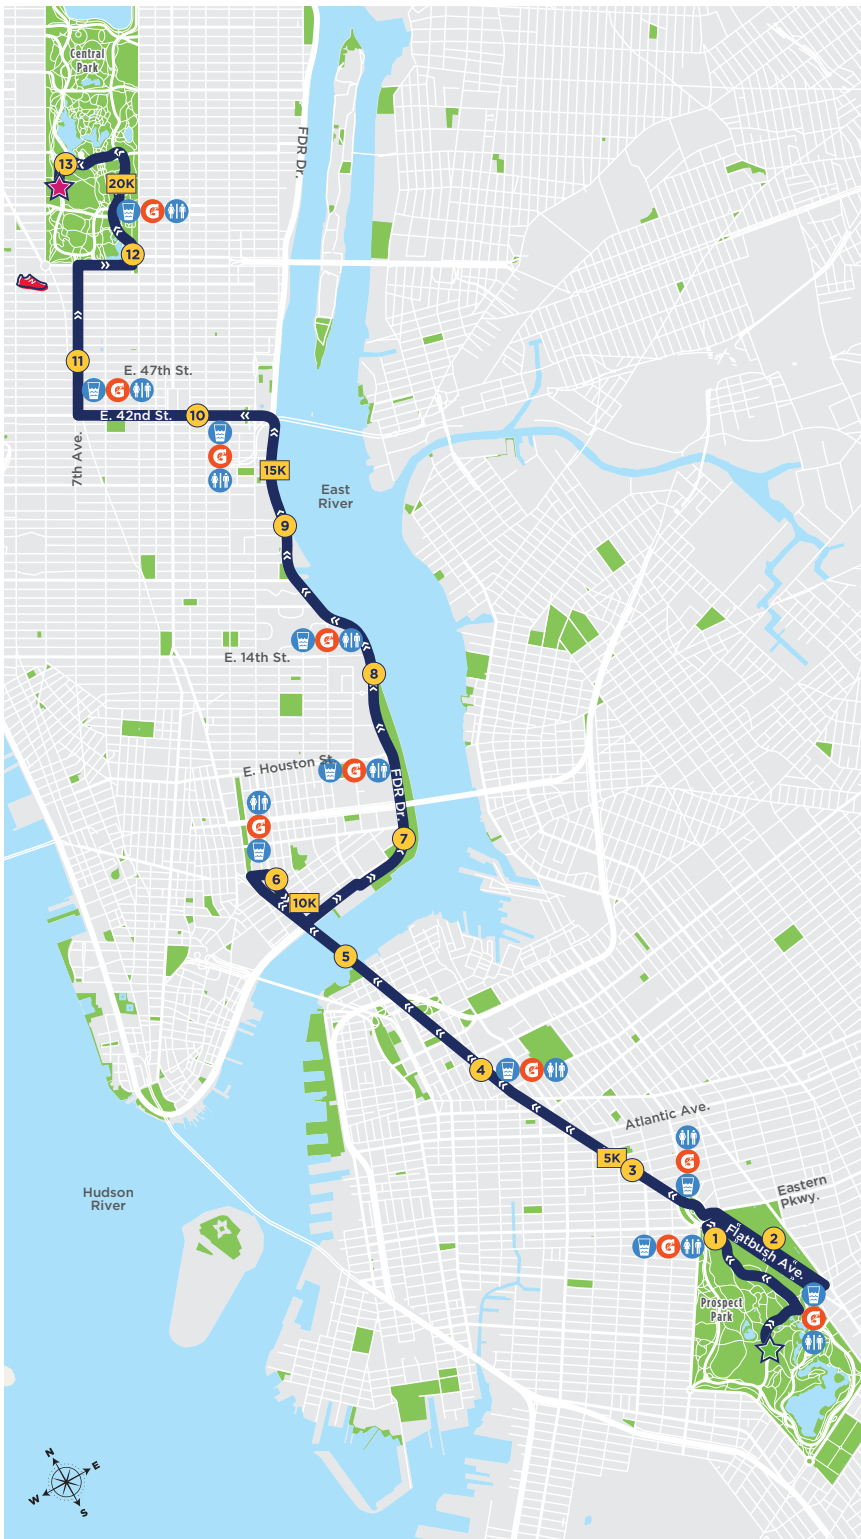 Central
Park
FDR Dr.
13
20K
G
12
11
E. 47th St.
G
E. 42nd St.
10
7th Ave.
G
15K
East
River
9
G
E. 14th St.
8
E. Houston St.
G
FDR Dr.
G
7
6
10K
5
4
G
Atlantic Ave.
5K
3
G
Eastern
Pkwy.
Hudson
River
G
1
2
Flatbush Ave.
G
Prospect
Park
N
E
W
S